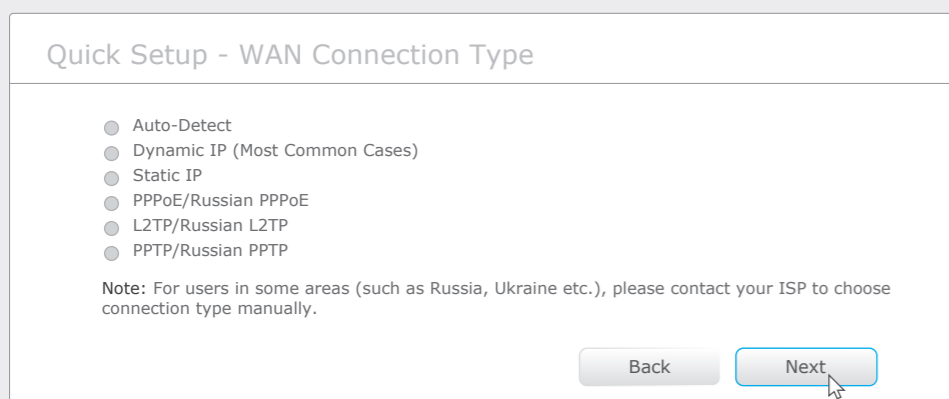 Quick Setup - WAN Connection Type
Auto-Detect
Dynamic IP (Most Common Cases)
Static IP
PPPoE/Russian PPPoE
L2TP/Russian L2TP
PPTP/Russian PPTP
Note: For users in some areas (such as Russia, Ukraine etc.), please contact your ISP to choose
connection type manually.
Back Next